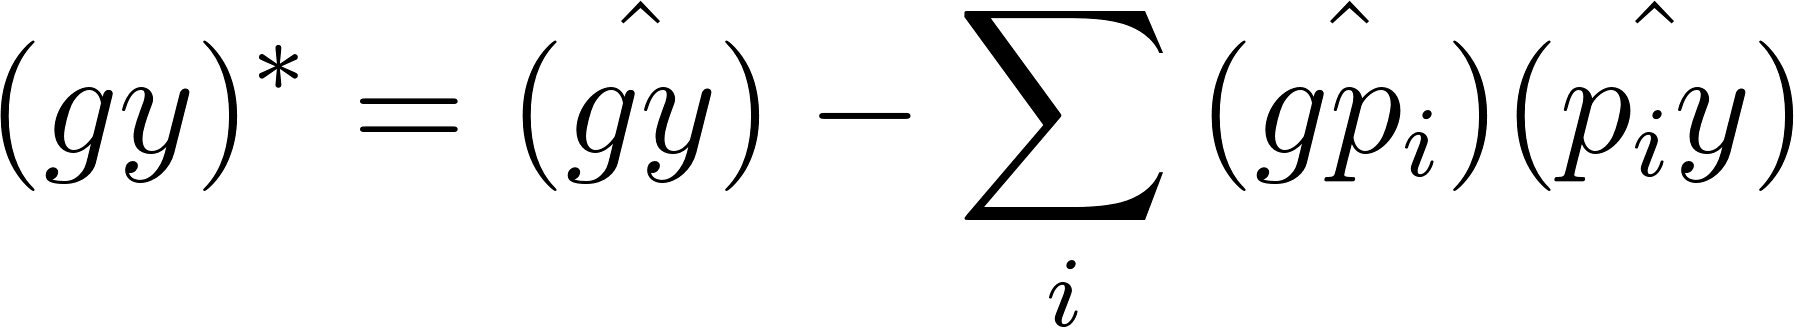 (gy)^* = \hat{(gy)} - \sum_i \hat{(gp_i)} \hat{(p_iy)}